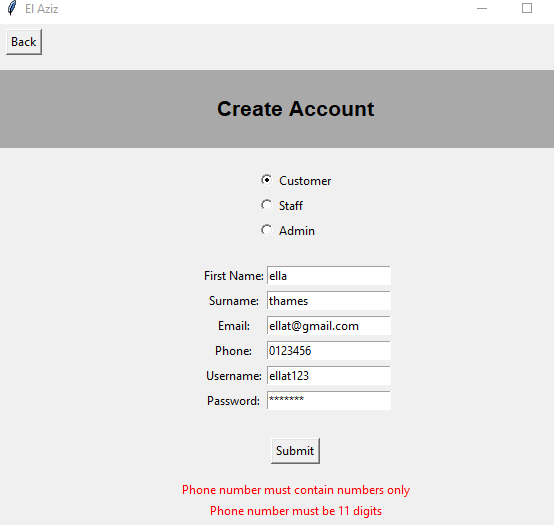 El Aziz
Back
Create Account
Customer
Staff
Admin
First Name: ella
Surname: thames
Email: ellat@gmail.com
Phone: 0123456
Username: ellat123
Password: *******
Submit
Phone number must contain numbers only
Phone number must be 11 digits